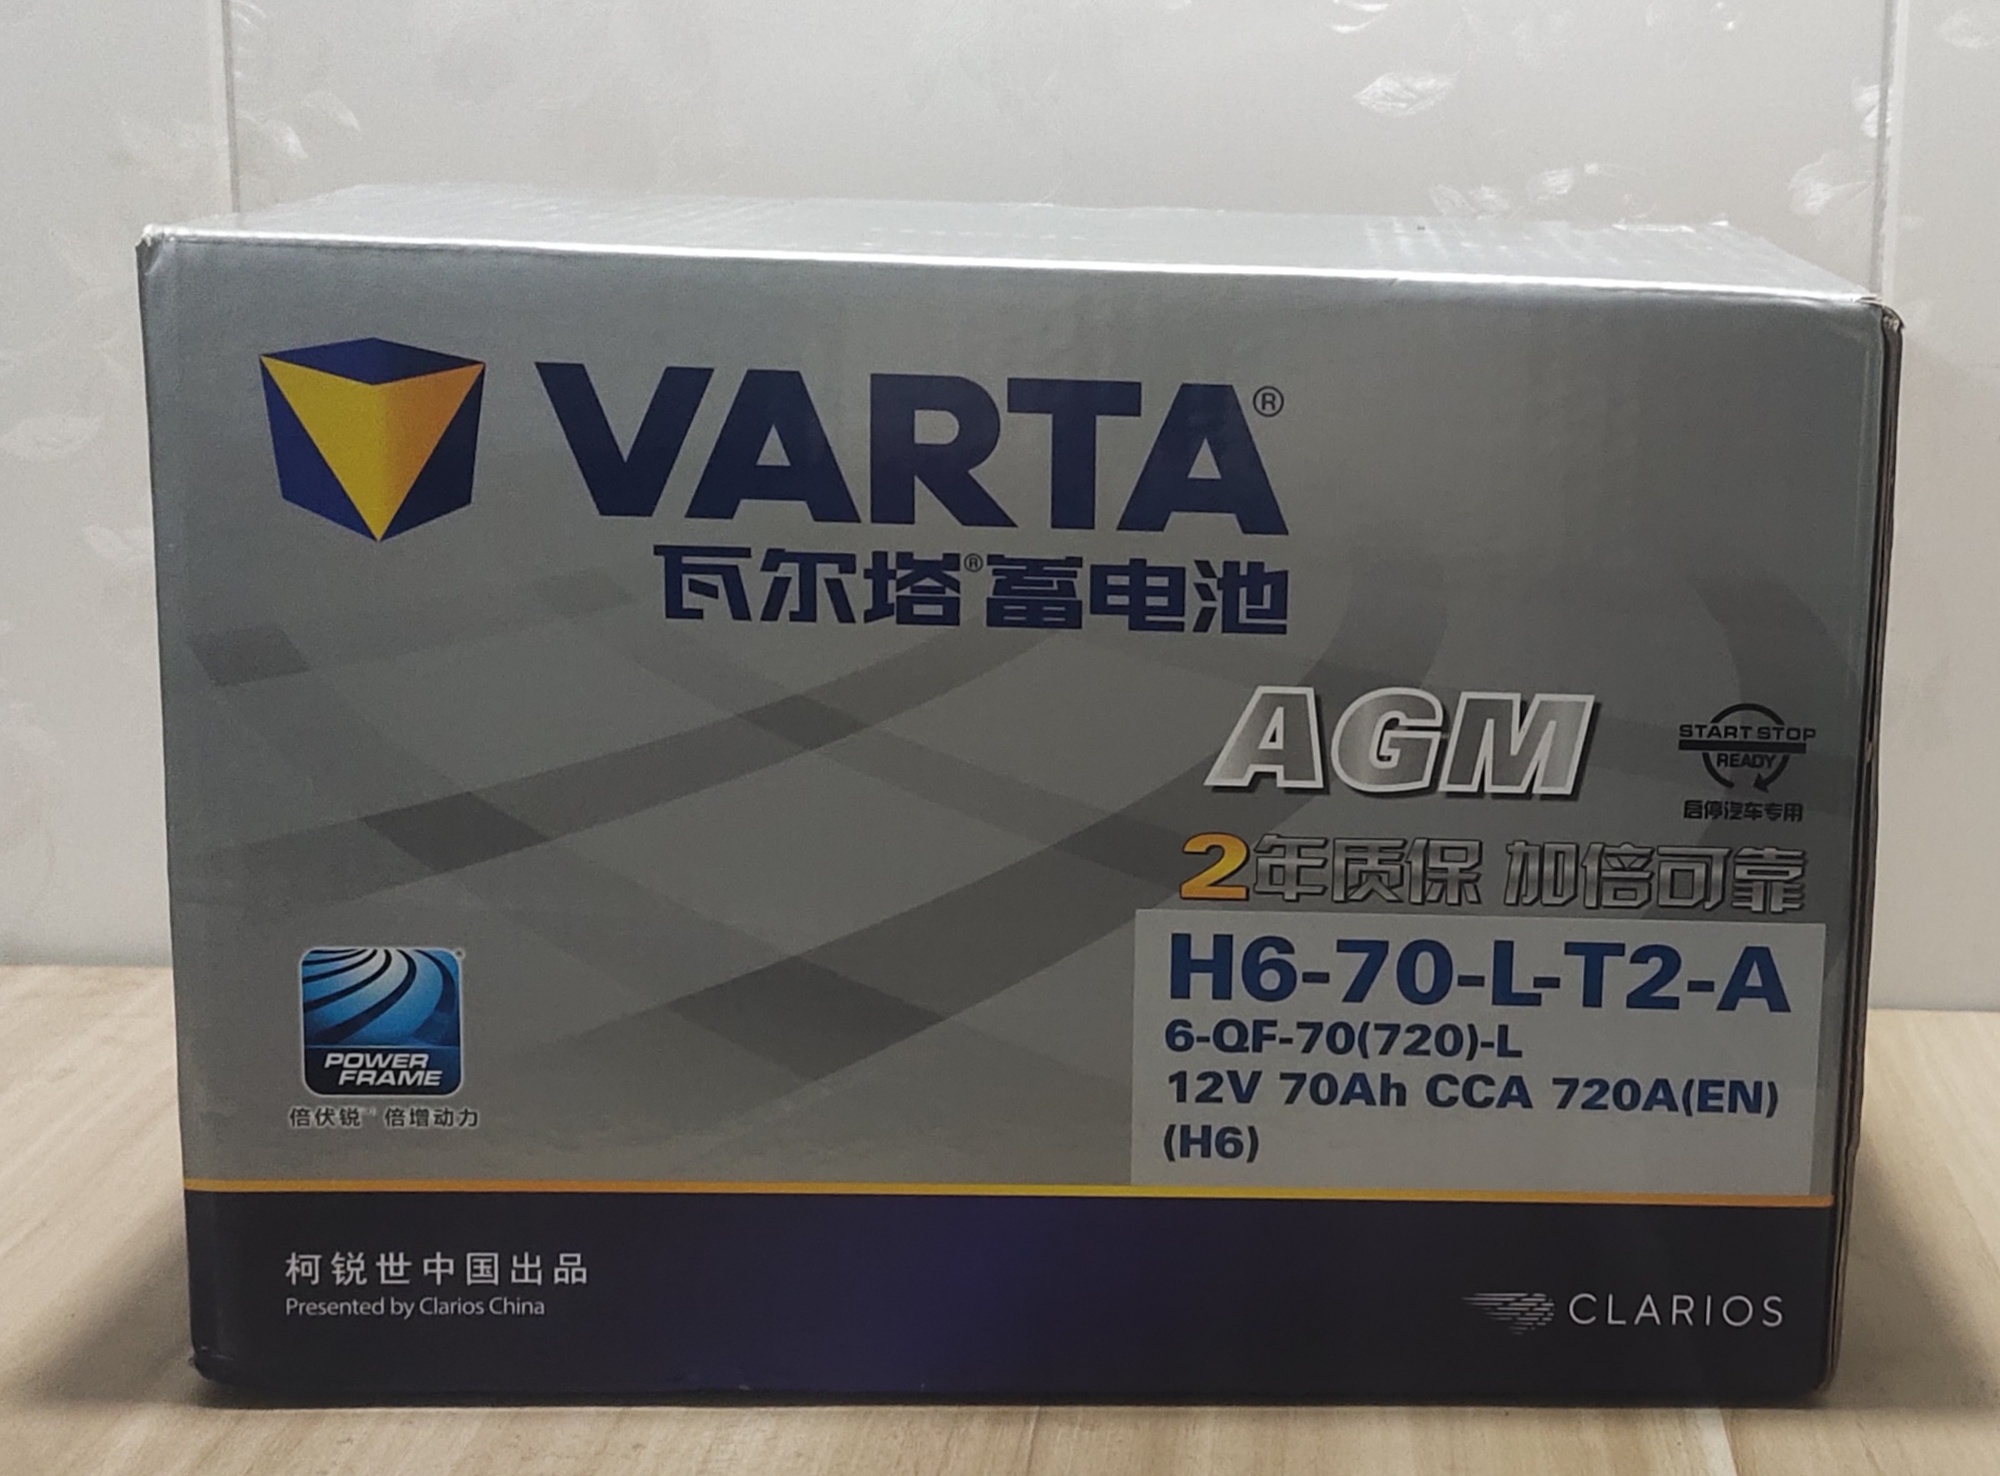 VARTA®
瓦尔塔®蓄电池
AGM
START STOP
READY
启停汽车专用
2年质保 加倍可靠
H6-70-L-T2-A
6-QF-70(720)-L
12V 70Ah CCA 720A(EN)
(H6)
POWER
FRAME
倍伏锐 倍增动力
柯锐世中国出品
Presented by Clarios China
CLARIOS